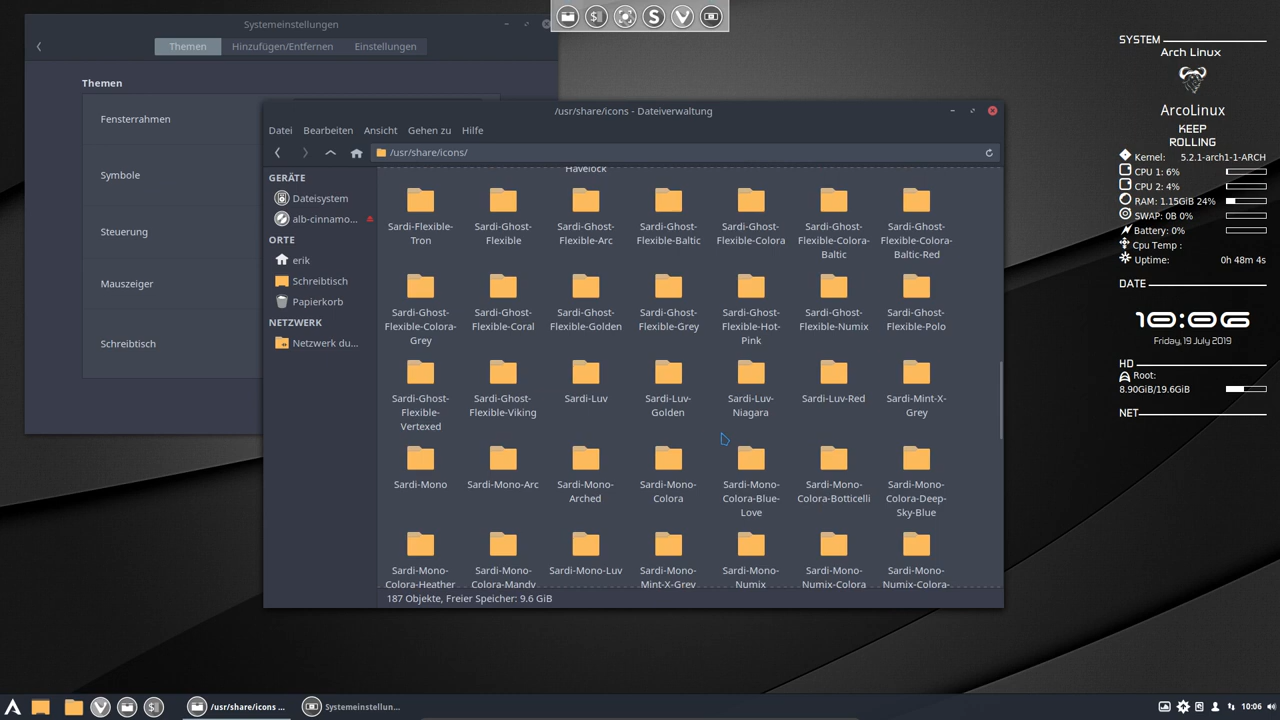 Systemeinstellungen
Themen Hinzufügen/Entfernen Einstellungen
Themen
Fensterrahmen
Symbole
Steuerung
Mauszeiger
Schreibtisch
/usr/share/icons - Dateiverwaltung
Datei Bearbeiten Ansicht Gehen zu Hilfe
/usr/share/icons/
GERÄTE
Dateisystem
alb-cinnamo...
ORTE
erik
Schreibtisch
Papierkorb
NETZWERK
Netzwerk du...
Havelock
Sardi-Flexible-
Tron
Sardi-Ghost-
Flexible
Sardi-Ghost-
Flexible-Arc
Sardi-Ghost-
Flexible-Baltic
Sardi-Ghost-
Flexible-Colora
Sardi-Ghost-
Flexible-Colora-
Baltic
Sardi-Ghost-
Flexible-Colora-
Baltic-Red
Sardi-Ghost-
Flexible-Colora-
Grey
Sardi-Ghost-
Flexible-Coral
Sardi-Ghost-
Flexible-Golden
Sardi-Ghost-
Flexible-Grey
Sardi-Ghost-
Flexible-Hot-
Pink
Sardi-Ghost-
Flexible-Numix
Sardi-Ghost-
Flexible-Polo
Sardi-Ghost-
Flexible-
Vertexed
Sardi-Ghost-
Flexible-Viking
Sardi-Luv
Sardi-Luv-
Golden
Sardi-Luv-
Niagara
Sardi-Luv-Red
Sardi-Mint-X-
Grey
Sardi-Mono
Sardi-Mono-Arc
Sardi-Mono-
Arched
Sardi-Mono-
Colora
Sardi-Mono-
Colora-Blue-
Love
Sardi-Mono-
Colora-Botticelli
Sardi-Mono-
Colora-Deep-
Sky-Blue
Sardi-Mono-
Colora-Heather
Sardi-Mono-
Colora-Mandy
Sardi-Mono-Luv
Sardi-Mono-
Mint-X-Grey
Sardi-Mono-
Numix
Sardi-Mono-
Numix-Colora
Sardi-Mono-
Numix-Colora-
187 Objekte, Freier Speicher: 9.6 GiB
SYSTEM
Arch Linux
ArcoLinux
KEEP
ROLLING
Kernel: 5.2.1-arch1-1-ARCH
CPU 1: 6%
CPU 2: 4%
RAM: 1.15GiB 24%
SWAP: 0B 0%
Battery: 0%
Cpu Temp :
Uptime: 0h 48m 4s
DATE
10:06
Friday, 19 July 2019
HD
Root:
8.90GiB/19.6GiB
NET
/usr/share/icons ...
Systemeinstellun...
10:06